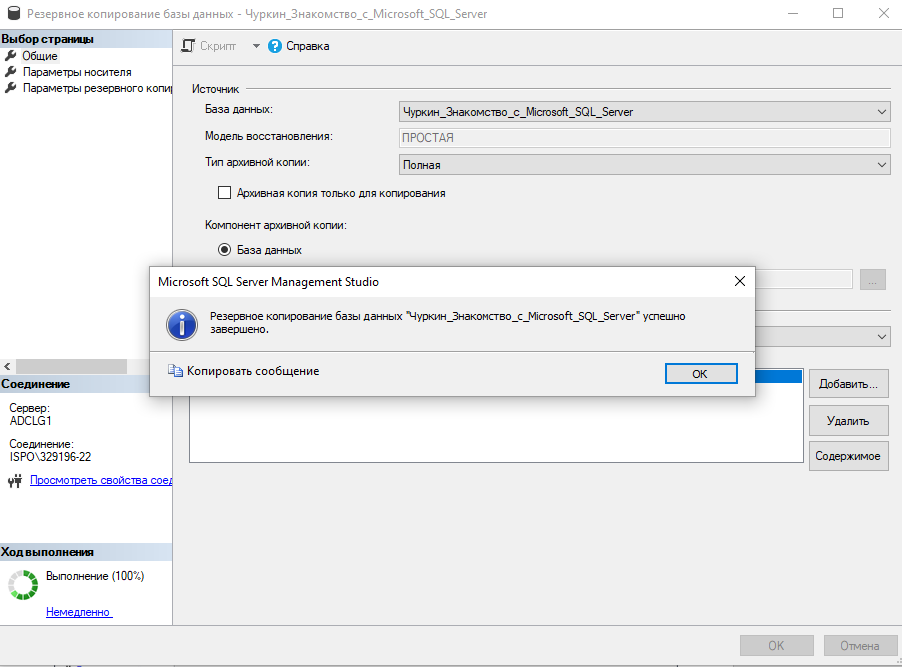 Резервное копирование базы данных - Чуркин_Знакомство_с_Microsoft_SQL_Server
Выбор страницы
Общие
Параметры носителя
Параметры резервного копи
Скрипт
Справка
Источник
База данных:
Чуркин_Знакомство_с_Microsoft_SQL_Server
Модель восстановления:
ПРОСТАЯ
Тип архивной копии:
Полная
Архивная копия только для копирования
Компонент архивной копии:
База данных
...
Microsoft SQL Server Management Studio
Резервное копирование базы данных "Чуркин_Знакомство_с_Microsoft_SQL_Server" успешно
завершено.
Копировать сообщение
OK
Добавить...
Удалить
Содержимое
Соединение
Сервер:
ADCLG1
Соединение:
ISPO\329196-22
Просмотреть свойства соед
Ход выполнения
Выполнение (100%)
Немедленно
OK
Отмена